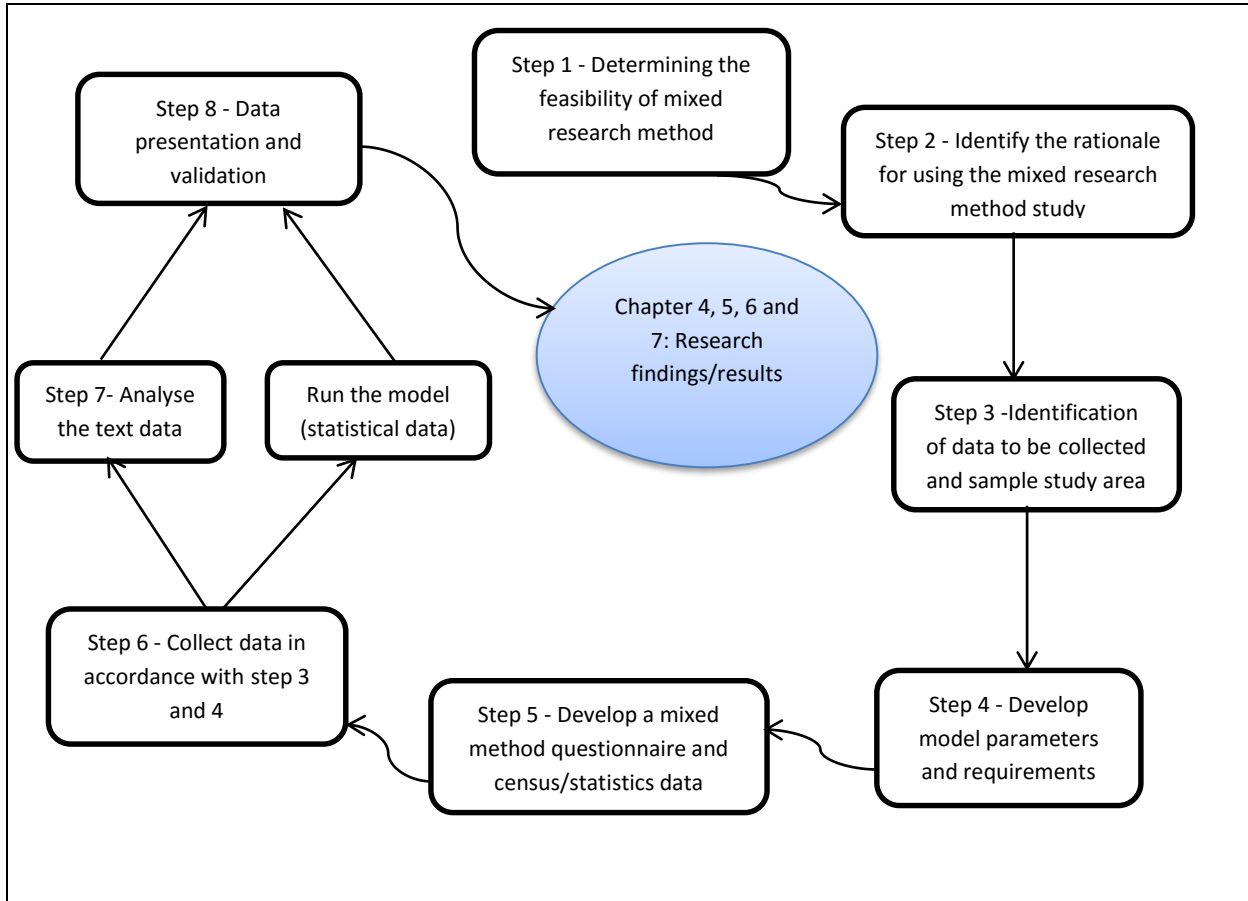 Step 1 - Determining the
feasibility of mixed
research method
Step 2 - Identify the rationale
for using the mixed research
method study
Step 3 -Identification
of data to be collected
and sample study area
Step 4 - Develop
model parameters
and requirements
Step 5 - Develop a mixed
method questionnaire and
census/statistics data
Step 6 - Collect data in
accordance with step 3
and 4
Step 7- Analyse
the text data
Run the model
(statistical data)
Step 8 - Data
presentation and
validation
Chapter 4, 5, 6 and
7: Research
findings/results